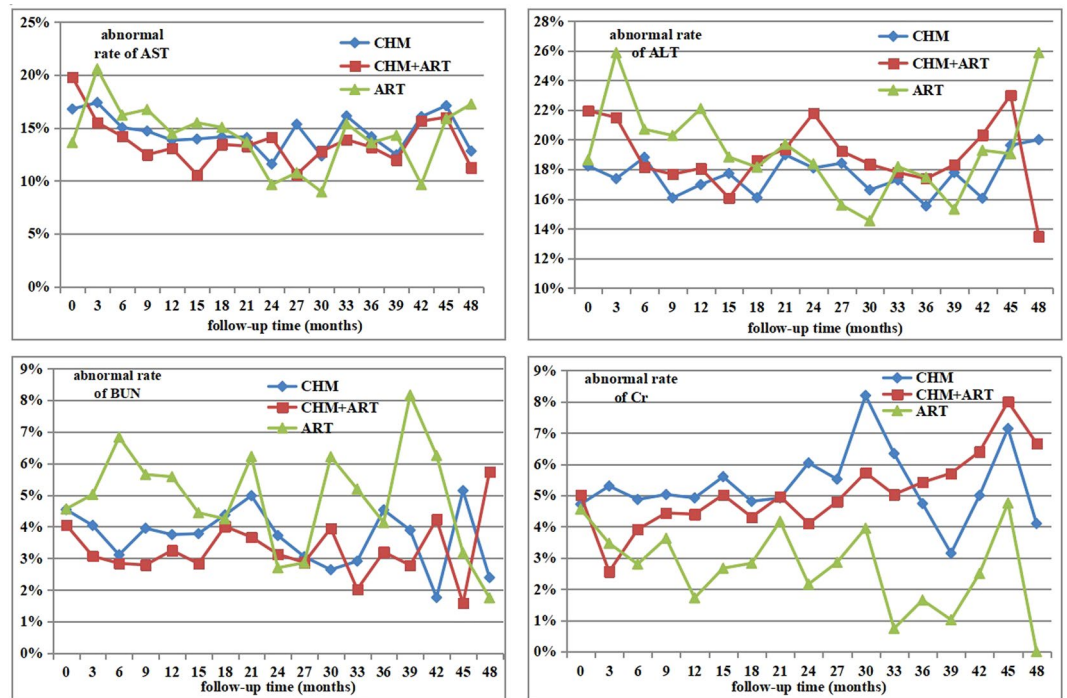 25%
20%
15%
10%
5%
0%
abnormal
rate of AST
CHM
CHM+ART
ART
0 3 6 9 12 15 18 21 24 27 30 33 36 39 42 45 48
follow-up time (months)
28%
26%
24%
22%
20%
18%
16%
14%
12%
10%
abnormal rate
of ALT
CHM
CHM+ART
ART
0 3 6 9 12 15 18 21 24 27 30 33 36 39 42 45 48
follow-up time (months)
9%
8%
7%
6%
5%
4%
3%
2%
1%
0%
abnormal rate
of BUN
CHM
CHM+ART
ART
0 3 6 9 12 15 18 21 24 27 30 33 36 39 42 45 48
follow-up time (months)
9%
8%
7%
6%
5%
4%
3%
2%
1%
0%
abnormal rate
of Cr
CHM
CHM+ART
ART
0 3 6 9 12 15 18 21 24 27 30 33 36 39 42 45 48
follow-up time (months)